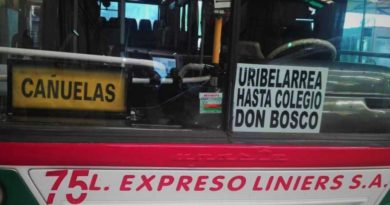 CAÑUELAS
URIBELARREA
HASTA COLEGIO
DON BOSCO
75 L. EXPRESO LINIERS S.A.